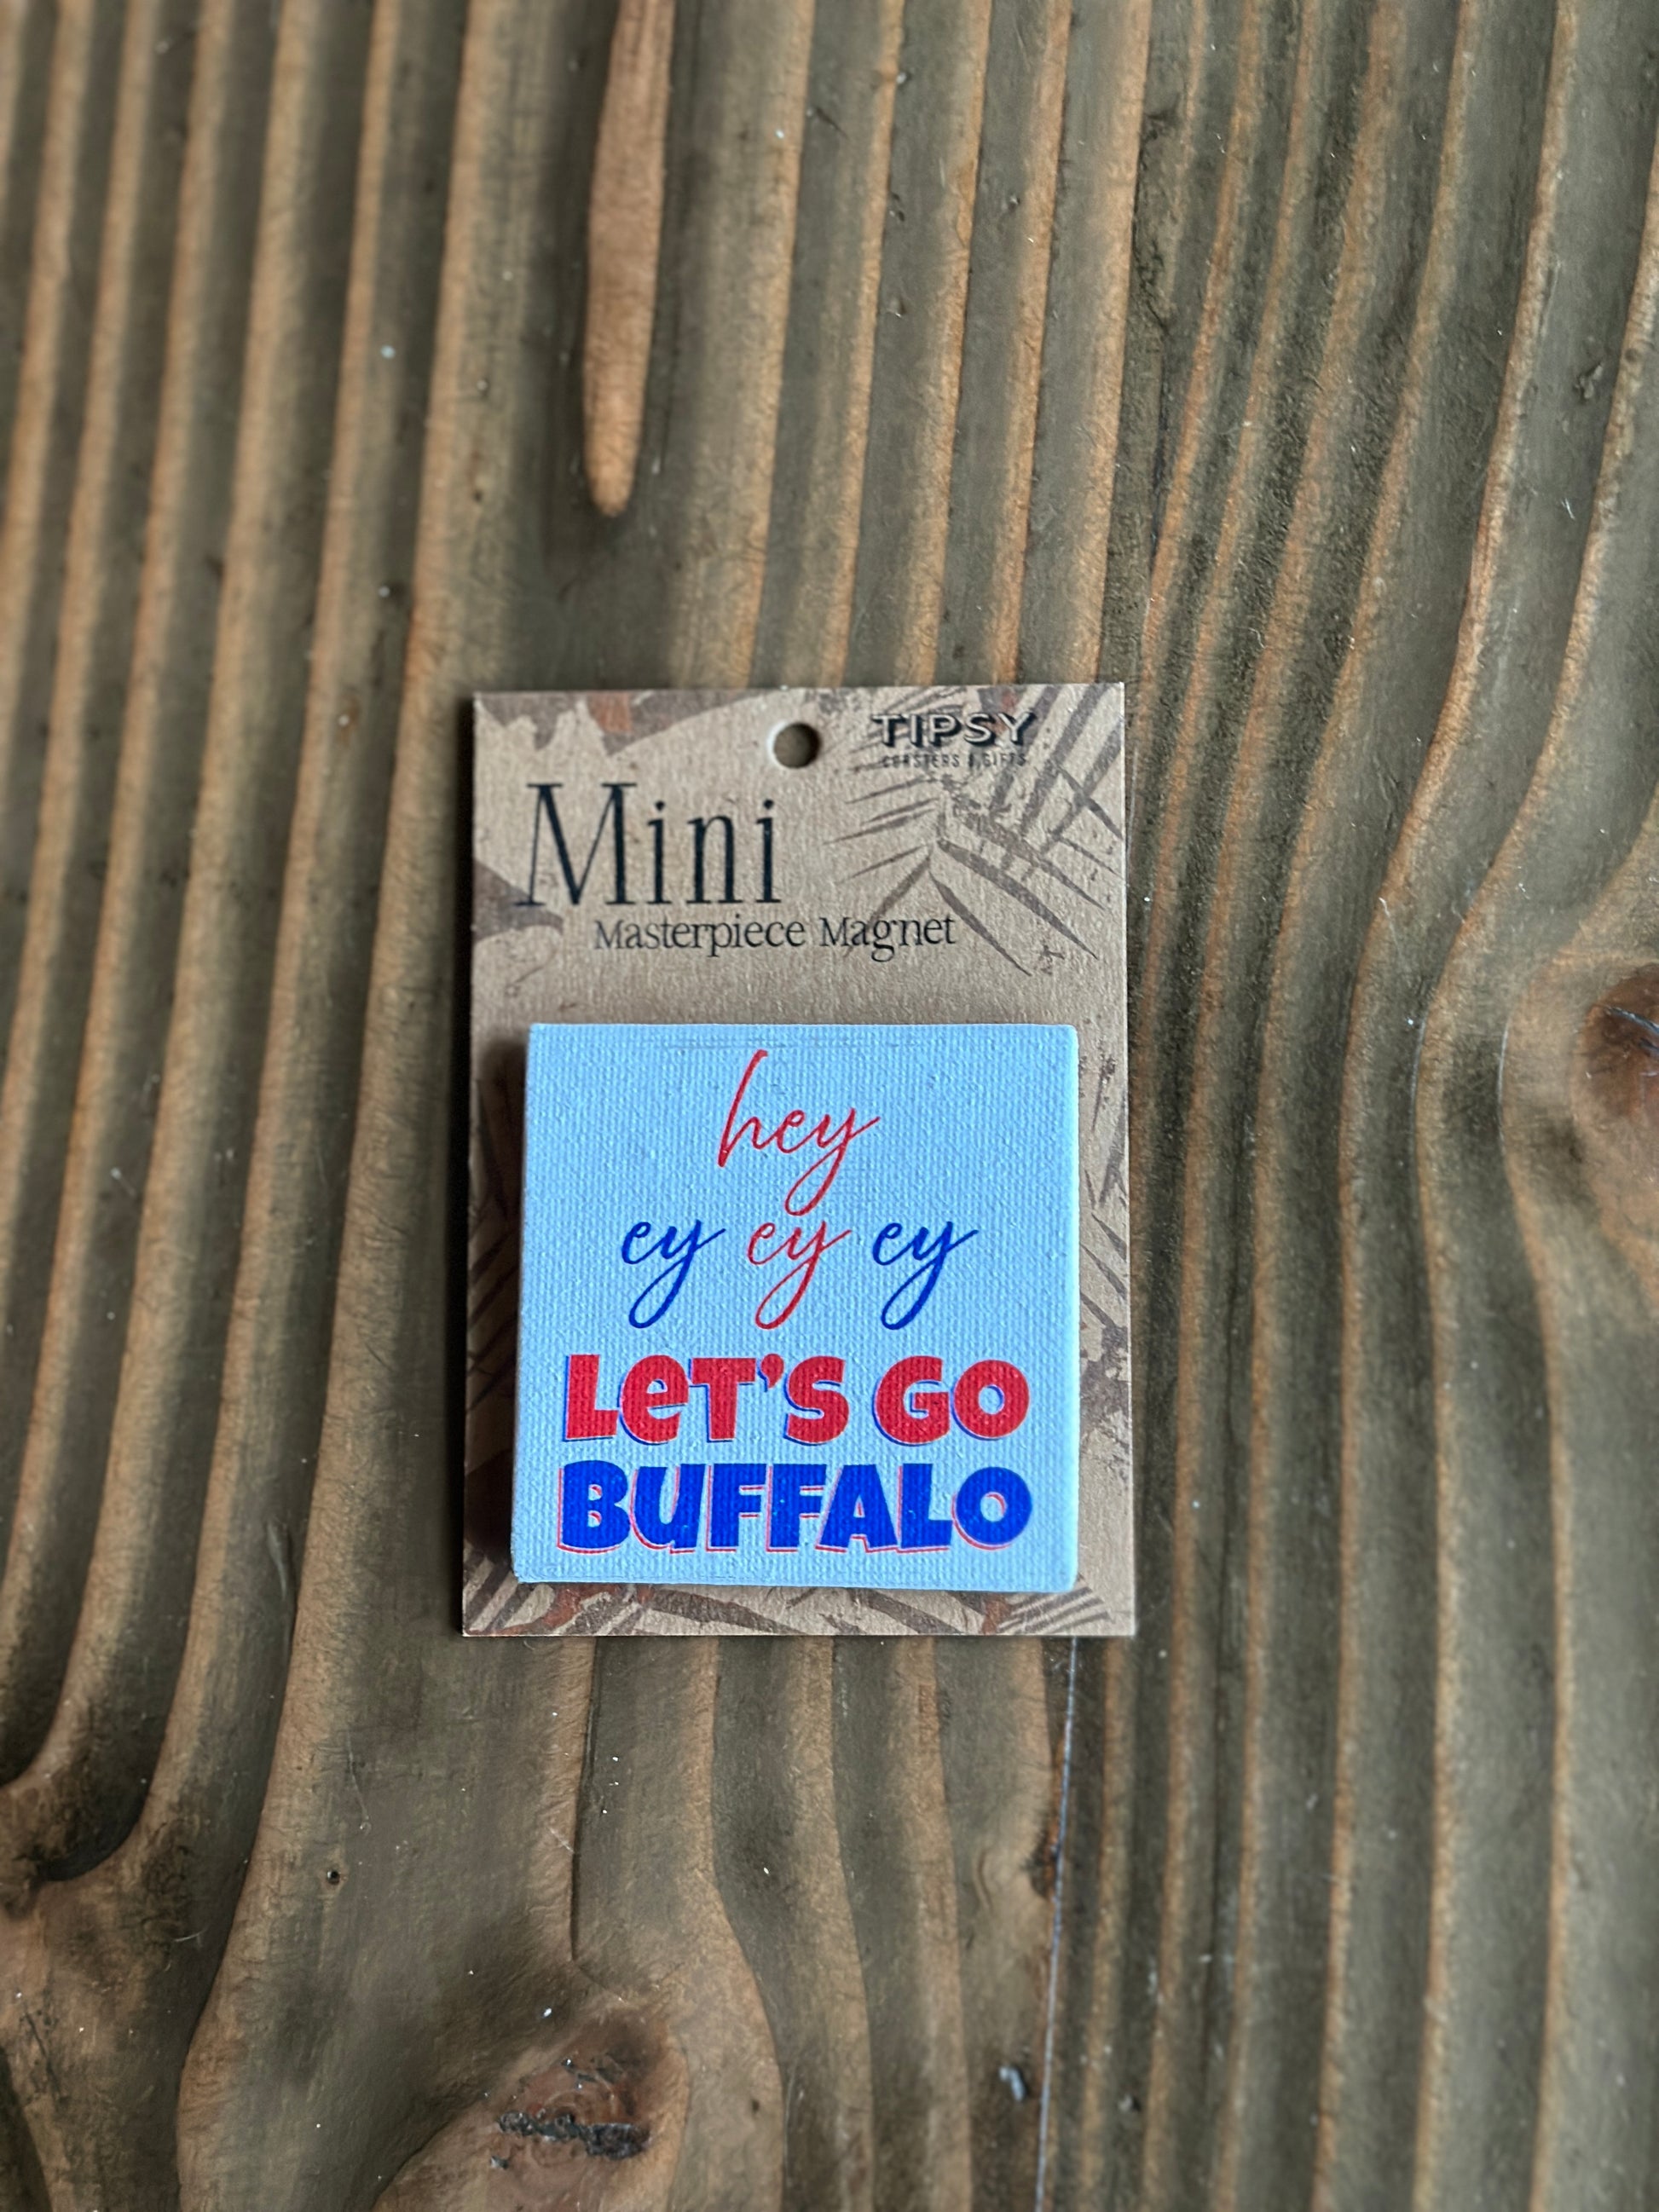 TIPSY
COASTERS & GIFTS
Mini
Masterpiece Magnet
hey
ey ey ey
LeT'S GO
BuFFALO